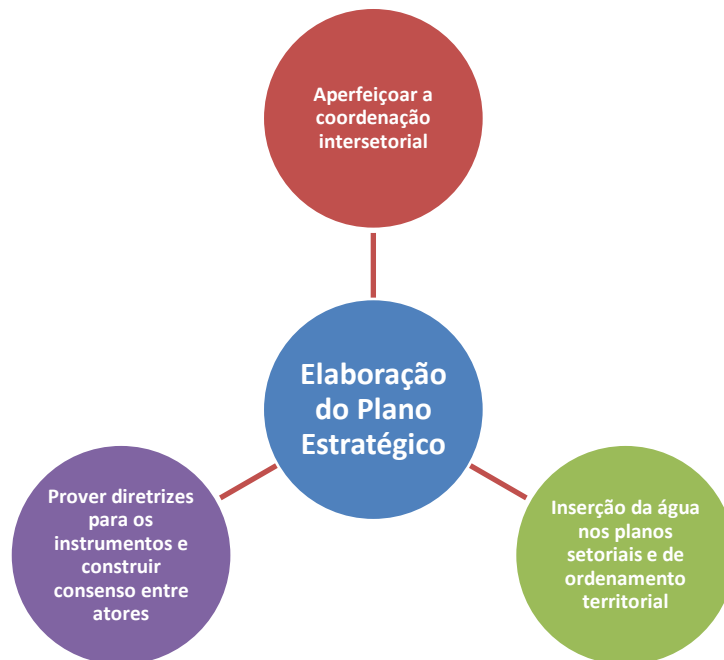 Aperfeiçoar a
coordenação
intersetorial
Elaboração
do Plano
Estratégico
Prover diretrizes
para os
instrumentos e
construir
consenso entre
atores
Inserção da água
nos planos
setoriais e de
ordenamento
territorial